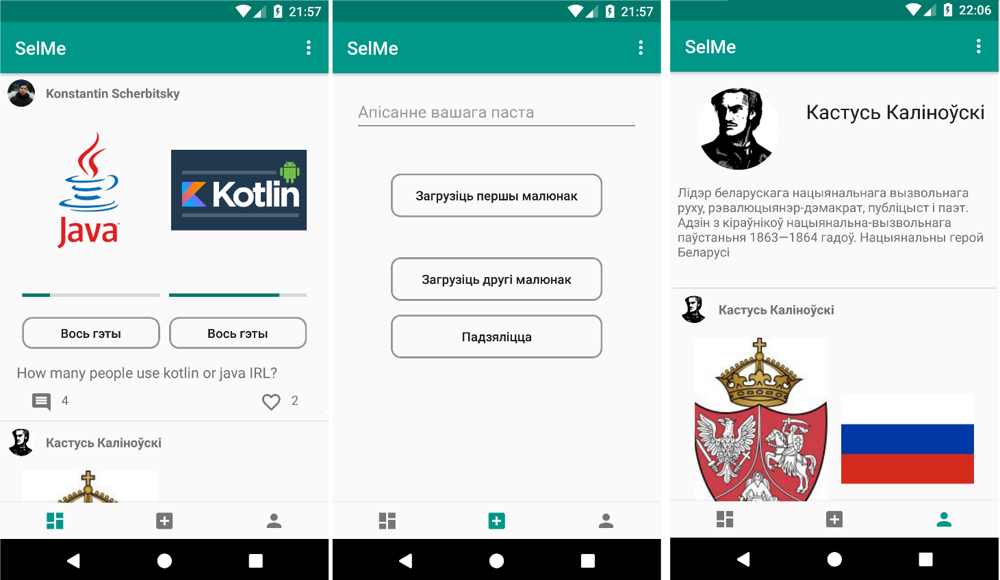 21:57
SelMe
Konstantin Scherbitsky
Java™
Kotlin
Вось гэты
Вось гэты
How many people use kotlin or java IRL?
4
2
Кастусь Каліноўскі
21:57
SelMe
Апісанне вашага паста
Загрузіць першы малюнак
Загрузіць другі малюнак
Падзяліцца
22:06
SelMe
Кастусь Каліноўскі
Лідэр беларускага нацыянальнага вызвольнага
руху, рэвалюцыянэр-дэмакрат, публіцыст і паэт.
Адзін з кіраўнікоў нацыянальна-вызвольнага
паўстаньня 1863—1864 гадоў. Нацыянальны герой
Беларусі
Кастусь Каліноўскі